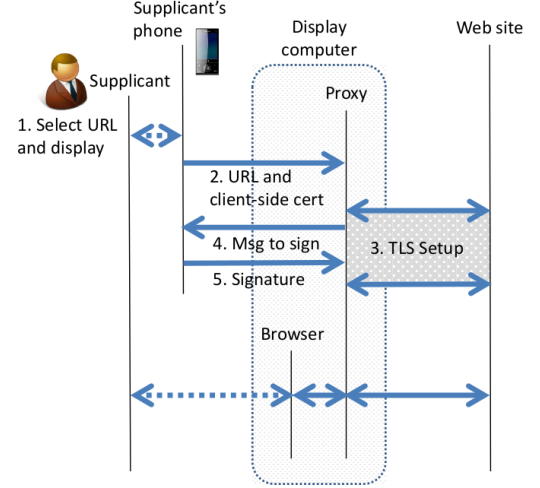 Supplicant's
phone
Display
computer
Web site
Supplicant
Proxy
1. Select URL
and display
2. URL and
client-side cert
4. Msg to sign
3. TLS Setup
5. Signature
Browser